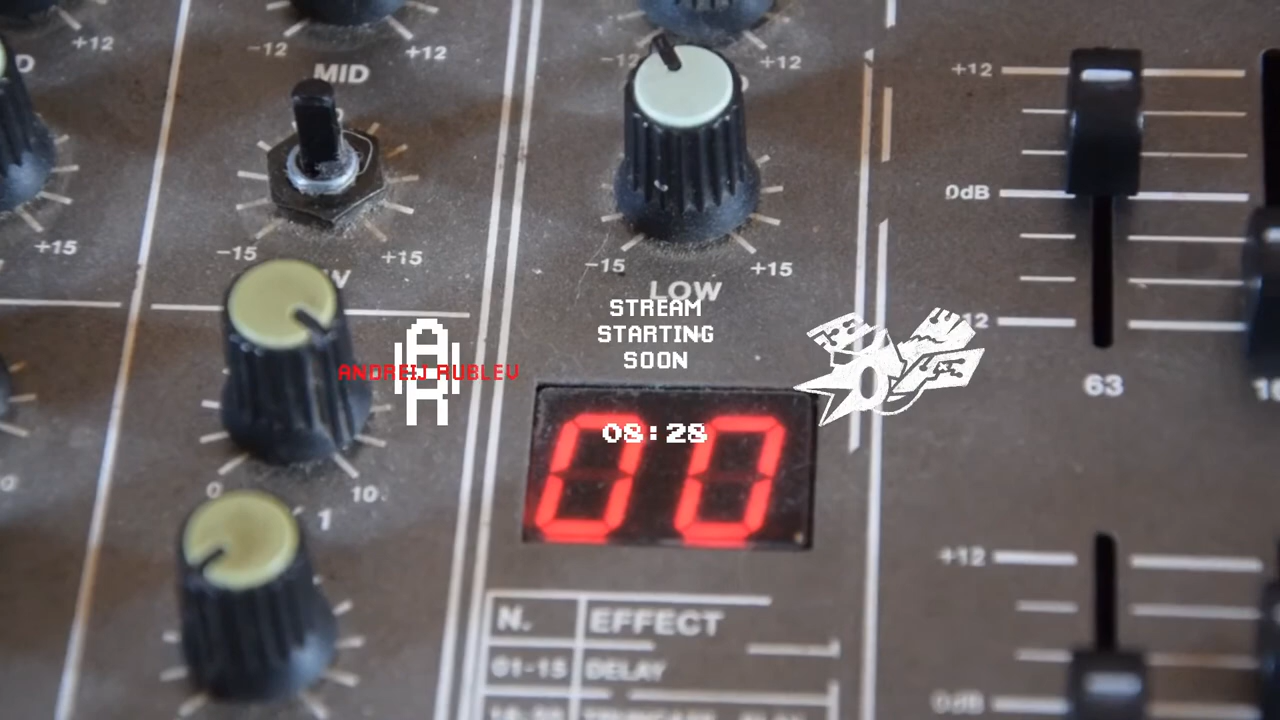 +12
-12
+12
-12
+12
MID
+12
0dB
+15
-15
+15
-15
+15
LOW
STREAM
STARTING
SOON
12
63
ANDREIJ RUBLEV
08:28
00
0
10
1
+12
N.
EFFECT
01-15
DELAY
0dB